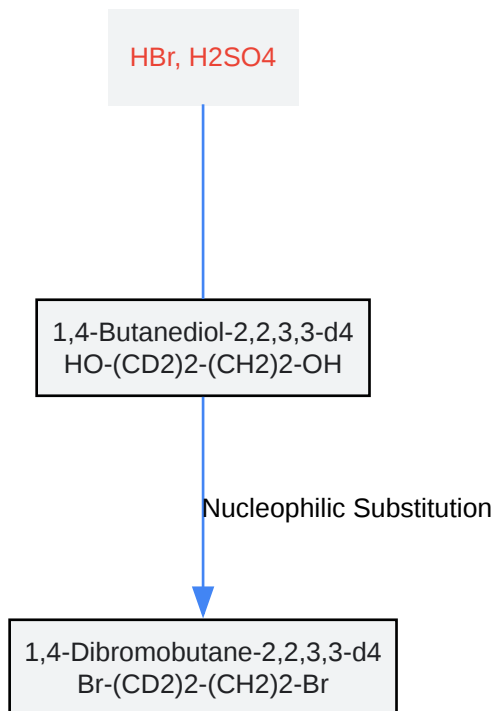 HBr, H2SO4
1,4-Butanediol-2,2,3,3-d4
HO-(CD2)2-(CH2)2-OH
Nucleophilic Substitution
1,4-Dibromobutane-2,2,3,3-d4
Br-(CD2)2-(CH2)2-Br